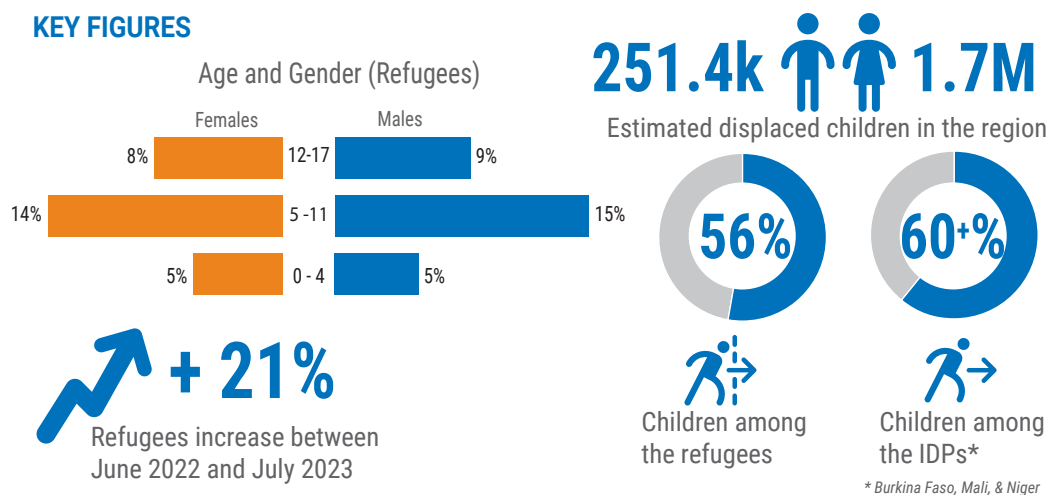 KEY FIGURES
Age and Gender (Refugees)
Females
Males
8%
12-17
9%
14%
5 -11
15%
5%
0 - 4
5%
+ 21%
Refugees increase between
June 2022 and July 2023
251.4k
1.7M
Estimated displaced children in the region
56%
60+%
Children among
the refugees
Children among
the IDPs*
* Burkina Faso, Mali, & Niger